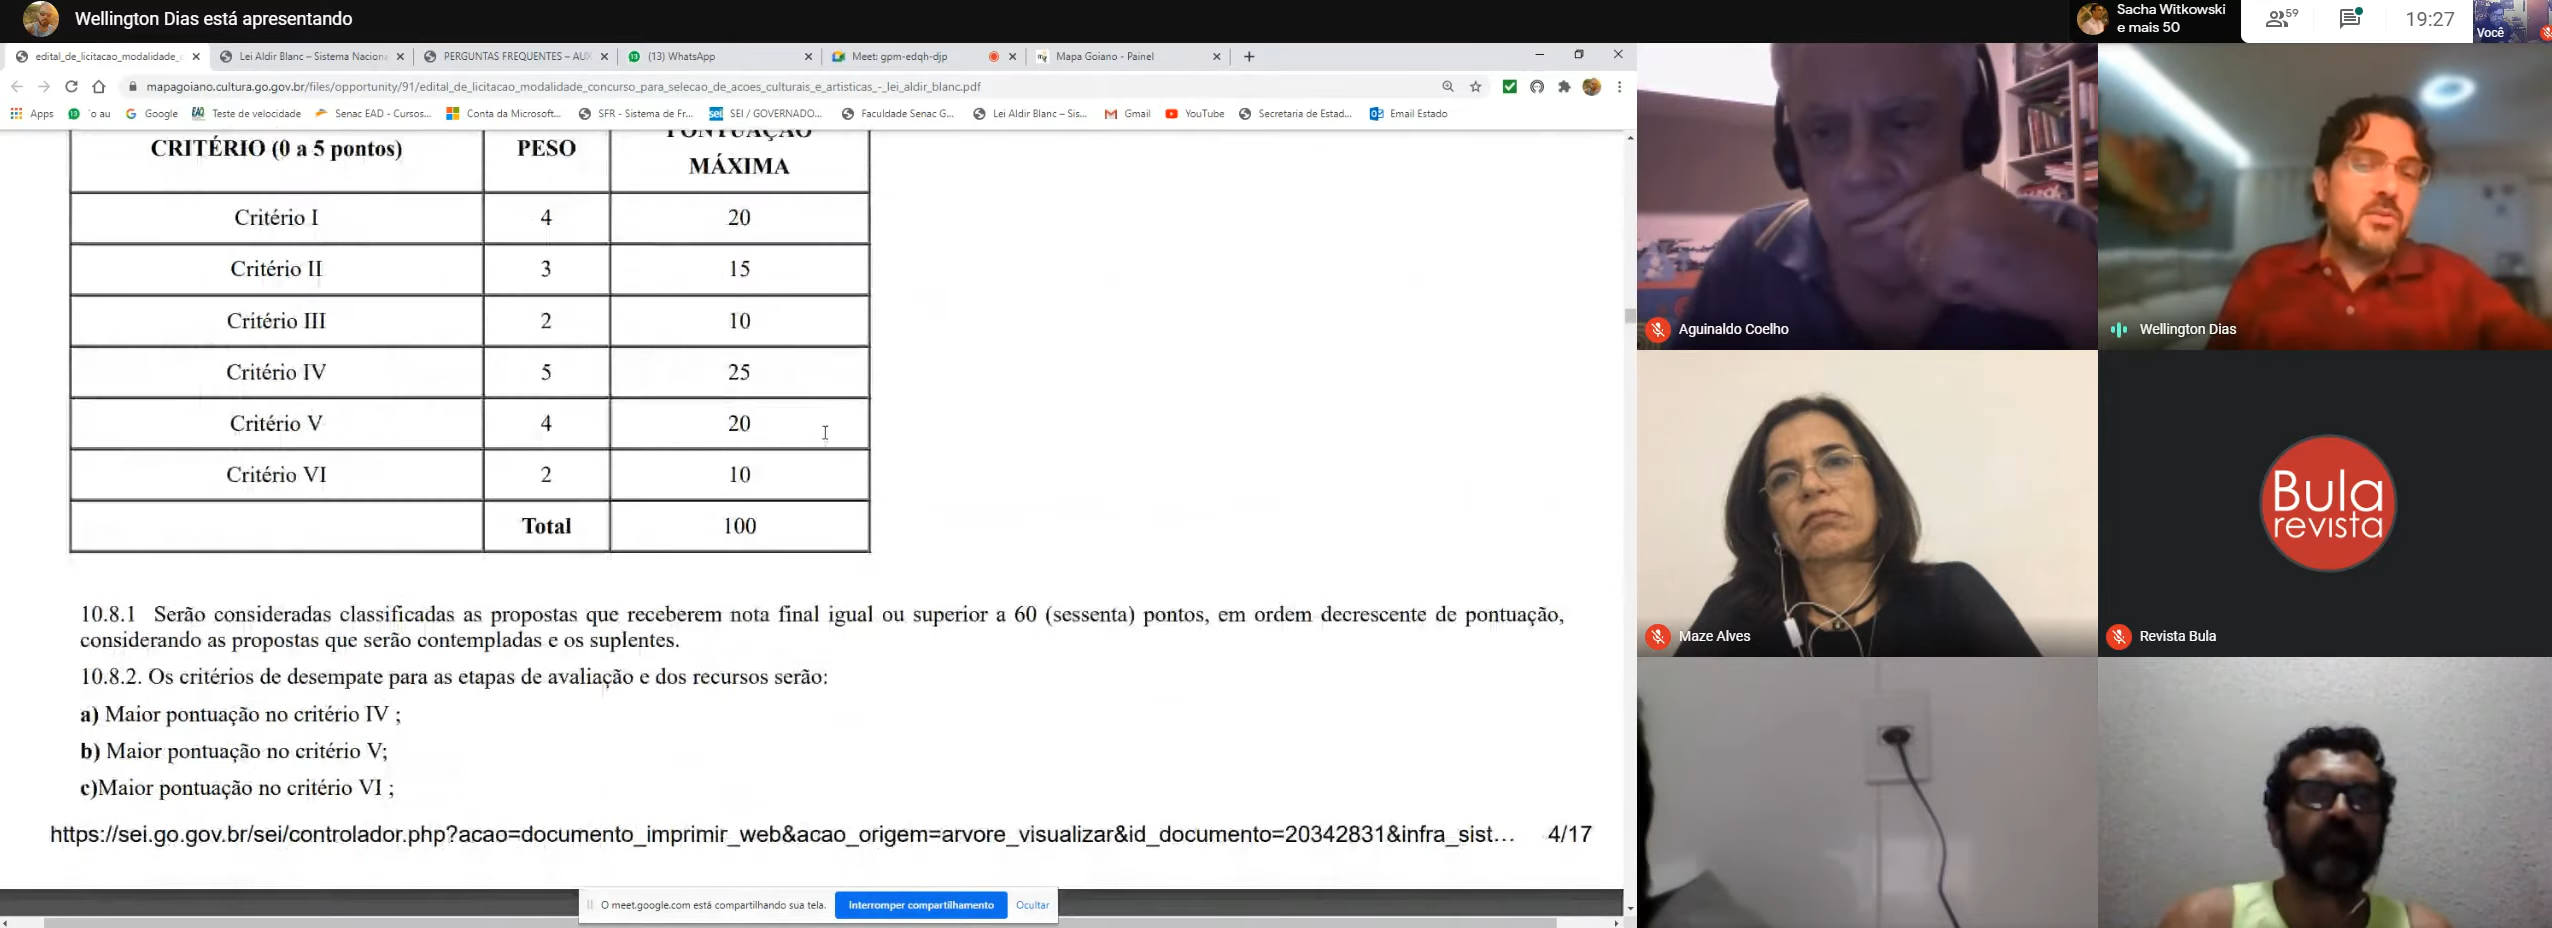 Wellington Dias está apresentando
Sacha Witkowski
e mais 50
59
19:27
Você
edital_de_licitacao_modalidade_c
Lei Aldir Blanc – Sistema Naciona
PERGUNTAS FREQUENTES – AUX
(13) WhatsApp
Meet: gpm-edqh-djp
Mapa Goiano - Painel
mapagoiano.cultura.go.gov.br/files/opportunity/91/edital_de_licitacao_modalidade_concurso_para_selecao_de_acoes_culturais_e_artisticas_-_lei_aldir_blanc.pdf
Apps
Google
Teste de velocidade
Senac EAD - Cursos...
Conta da Microsoft...
SFR - Sistema de Fr...
SEI / GOVERNADO...
Faculdade Senac G...
Lei Aldir Blanc – Sis...
Gmail
YouTube
Secretaria de Estad...
Email Estado
CRITÉRIO (0 a 5 pontos) PESO PONTUAÇÃO
MÁXIMA
Critério I 4 20
Critério II 3 15
Critério III 2 10
Critério IV 5 25
Critério V 4 20
Critério VI 2 10
Total 100
10.8.1 Serão consideradas classificadas as propostas que receberem nota final igual ou superior a 60 (sessenta) pontos, em ordem decrescente de pontuação,
considerando as propostas que serão contempladas e os suplentes.
10.8.2. Os critérios de desempate para as etapas de avaliação e dos recursos serão:
a) Maior pontuação no critério IV ;
b) Maior pontuação no critério V;
c)Maior pontuação no critério VI ;
https://sei.go.gov.br/sei/controlador.php?acao=documento_imprimir_web&acao_origem=arvore_visualizar&id_documento=20342831&infra_sist… 4/17
O meet.google.com está compartilhando sua tela.
Interromper compartilhamento
Ocultar
Aguinaldo Coelho
Wellington Dias
Maze Alves
Bula
revista
Revista Bula